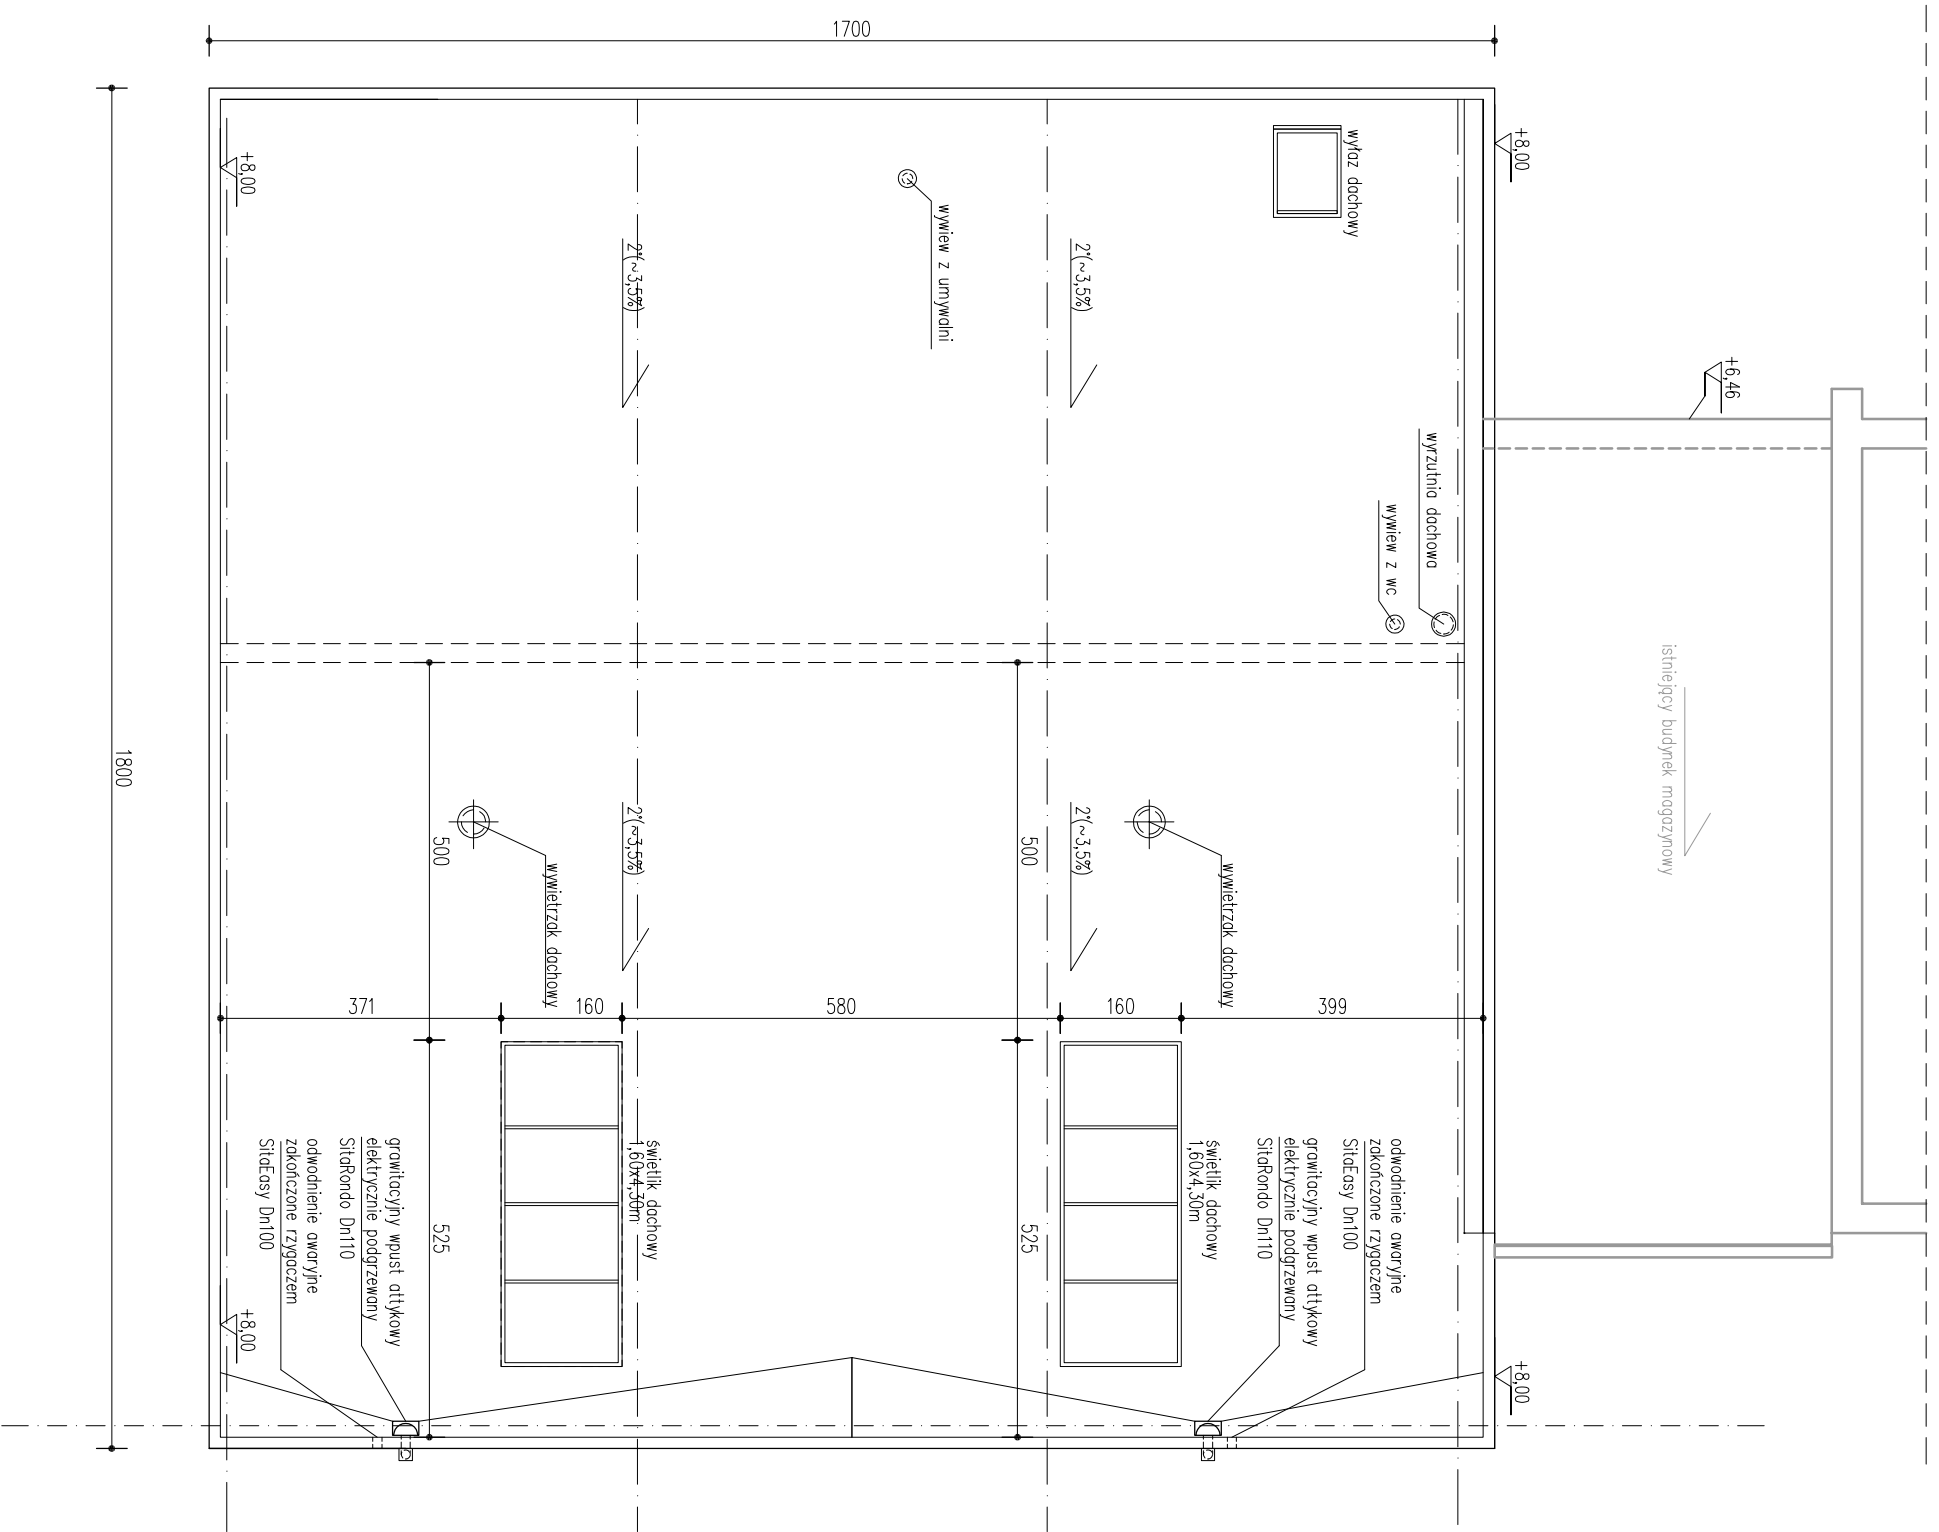 1700
+8,00
+8,00
wyłaz dachowy
wywiew z umywalni
2°(~3,5%)
2°(~3,5%)
+6,46
wyrzutnia dachowa
wywiew z wc
istniejący budynek magazynowy
1800
500
500
2°(~3,5%)
2°(~3,5%)
wywietrzak dachowy
wywietrzak dachowy
371
160
580
160
399
525
525
świetlik dachowy
1,60x4,30m
świetlik dachowy
1,60x4,30m
odwodnienie awaryjne
zakończone rzygaczem
SitaEasy Dn100
grawitacyjny wpust attykowy
elektrycznie podgrzewany
SitaRondo Dn110
grawitacyjny wpust attykowy
elektrycznie podgrzewany
SitaRondo Dn110
odwodnienie awaryjne
zakończone rzygaczem
SitaEasy Dn100
+8,00
+8,00